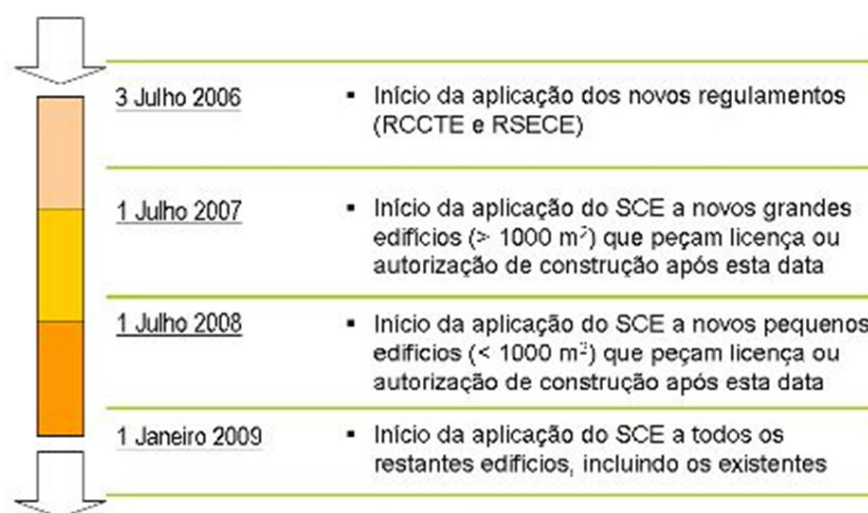 3 Julho 2006
▪ Início da aplicação dos novos regulamentos
(RCCTE e RSECE)
1 Julho 2007
▪ Início da aplicação do SCE a novos grandes
edifícios (> 1000 m²) que peçam licença ou
autorização de construção após esta data
1 Julho 2008
▪ Início da aplicação do SCE a novos pequenos
edifícios (< 1000 m²) que peçam licença ou
autorização de construção após esta data
1 Janeiro 2009
▪ Início da aplicação do SCE a todos os
restantes edifícios, incluindo os existentes